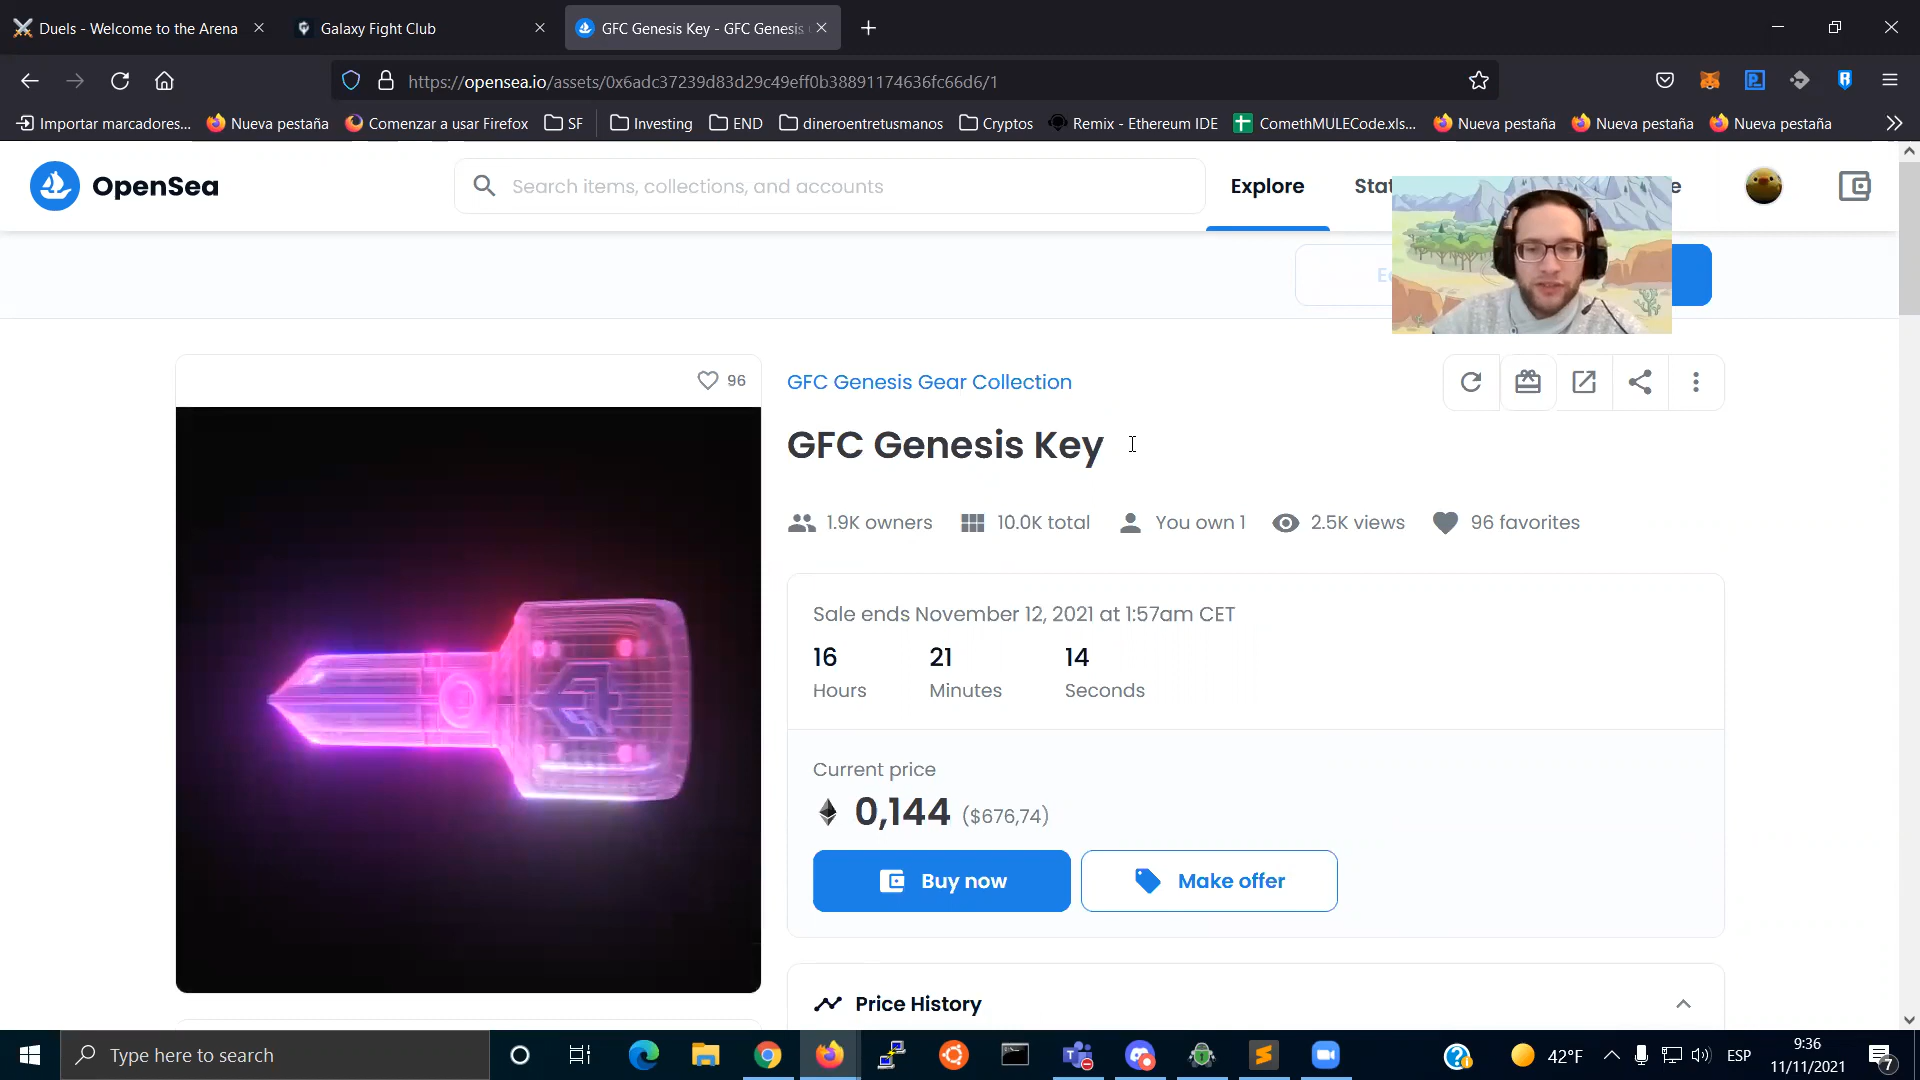 Duels - Welcome to the Arena
Galaxy Fight Club
GFC Genesis Key - GFC Genesis
https://opensea.io/assets/0x6adc37239d83d29c49eff0b38891174636fc66d6/1
Importar marcadores...
Nueva pestaña
Comenzar a usar Firefox
SF
Investing
END
dineroentretusmanos
Cryptos
Remix - Ethereum IDE
ComethMULECode.xls...
Nueva pestaña
Nueva pestaña
Nueva pestaña
OpenSea
Search items, collections, and accounts
Explore
Stat
e
96
GFC Genesis Gear Collection
GFC Genesis Key
1.9K owners
10.0K total
You own 1
2.5K views
96 favorites
Sale ends November 12, 2021 at 1:57am CET
16 21 14
Hours Minutes Seconds
Current price
0,144 ($676,74)
Buy now
Make offer
Price History
Type here to search
42°F
ESP
9:36
11/11/2021
7